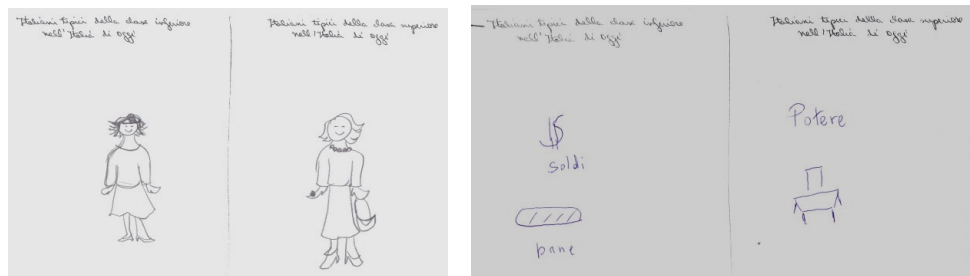 Italiani tipici della classe inferiore
nell'Italia di oggi
Italiani tipici della classe superiore
nell'Italia di oggi
Italiani tipici della classe inferiore
nell'Italia di oggi
$
soldi
pane
Italiani tipici della classe superiore
nell'Italia di oggi
Potere